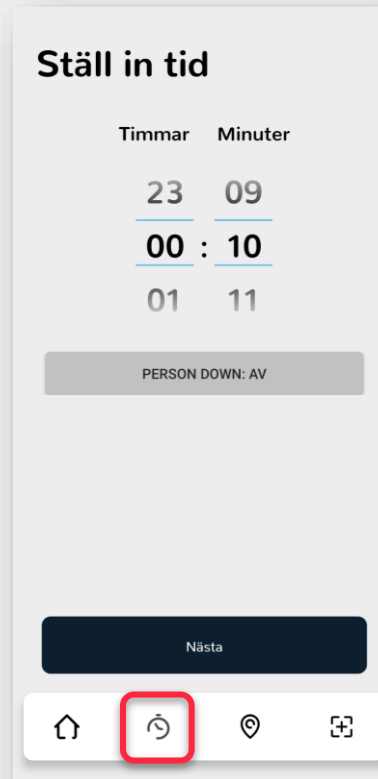 Ställ in tid
Timmar Minuter
23 09
00 : 10
01 11
PERSON DOWN: AV
Nästa